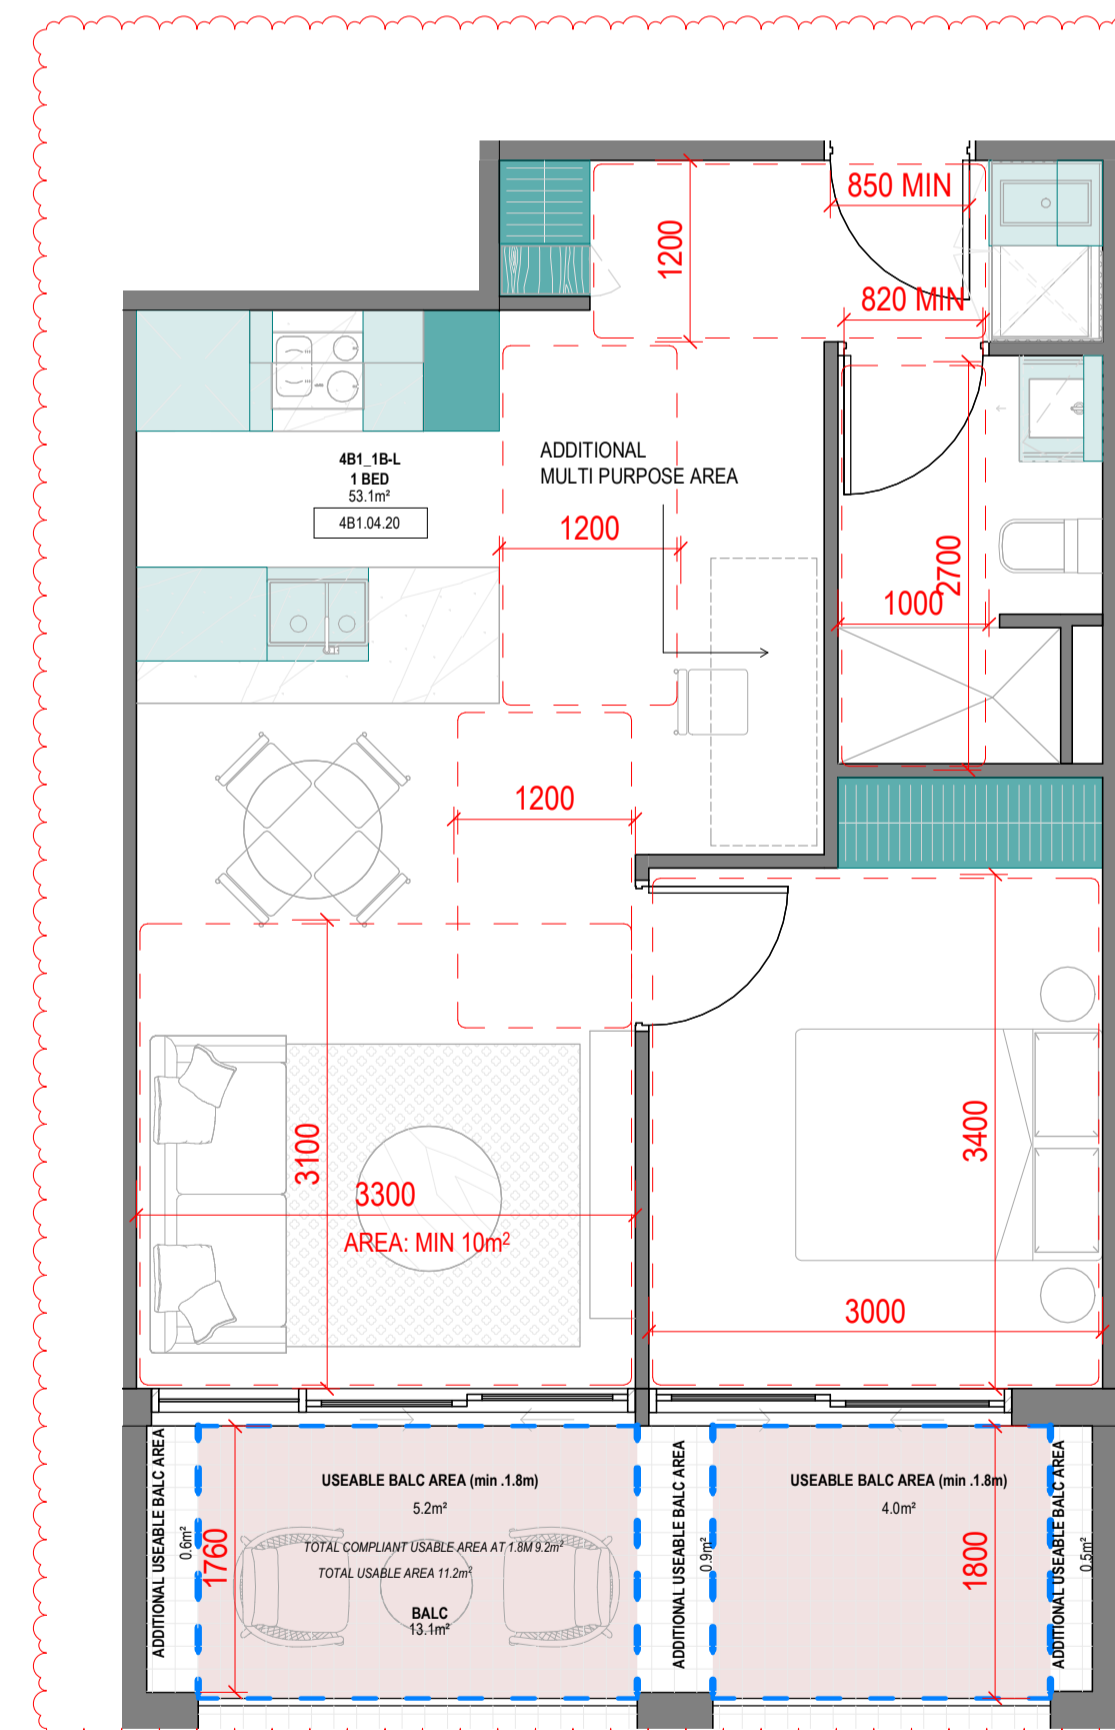 850 MIN
1200
820 MIN
4B1_1B-L
1 BED
53.1m²
4B1.04.20
ADDITIONAL
MULTI PURPOSE AREA
1200
2700
1000
1200
3100
3300
AREA: MIN 10m²
3400
3000
ADDITIONAL USEABLE BALC AREA
0.6m²
1760
USEABLE BALC AREA (min .1.8m)
5.2m²
TOTAL COMPLIANT USABLE AREA AT 1.8M 9.2m²
TOTAL USABLE AREA 11.2m²
BALC
13.1m²
ADDITIONAL USEABLE BALC AREA
0.9m²
USEABLE BALC AREA (min .1.8m)
4.0m²
1800
ADDITIONAL USEABLE BALC AREA
0.5m²